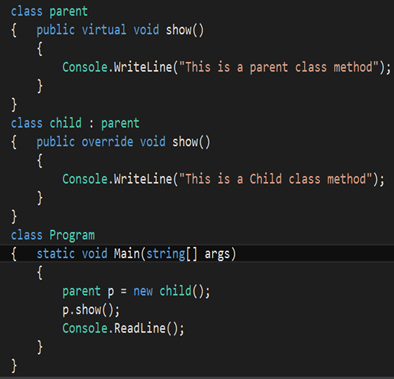 class parent
{   public virtual void show()
    {
        Console.WriteLine("This is a parent class method");
    }
}
class child : parent
{   public override void show()
    {
        Console.WriteLine("This is a Child class method");
    }
}
class Program
{   static void Main(string[] args)
    {
        parent p = new child();
        p.show();
        Console.ReadLine();
    }
}